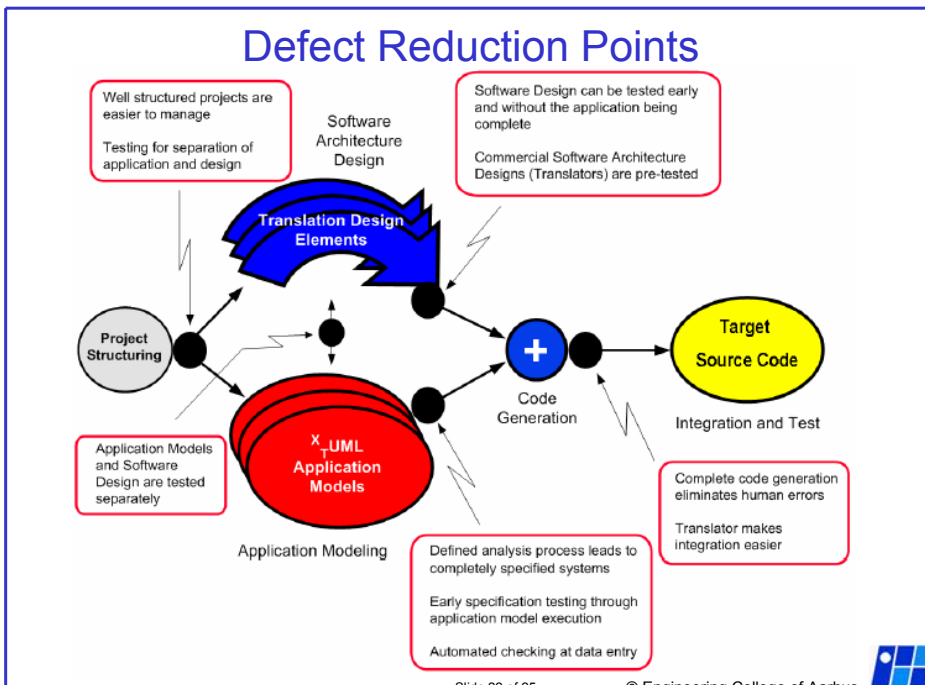 Defect Reduction Points
Well structured projects are
easier to manage
Testing for separation of
application and design
Software
Architecture
Design
Software Design can be tested early
and without the application being
complete
Commercial Software Architecture
Designs (Translators) are pre-tested
Translation Design
Elements
Project
Structuring
+
Code
Generation
Target
Source Code
Integration and Test
Application Models
and Software
Design are tested
separately
XTUML
Application
Models
Application Modeling
Defined analysis process leads to
completely specified systems
Early specification testing through
application model execution
Automated checking at data entry
Complete code generation
eliminates human errors
Translator makes
integration easier
© Engineering College of Aarhus